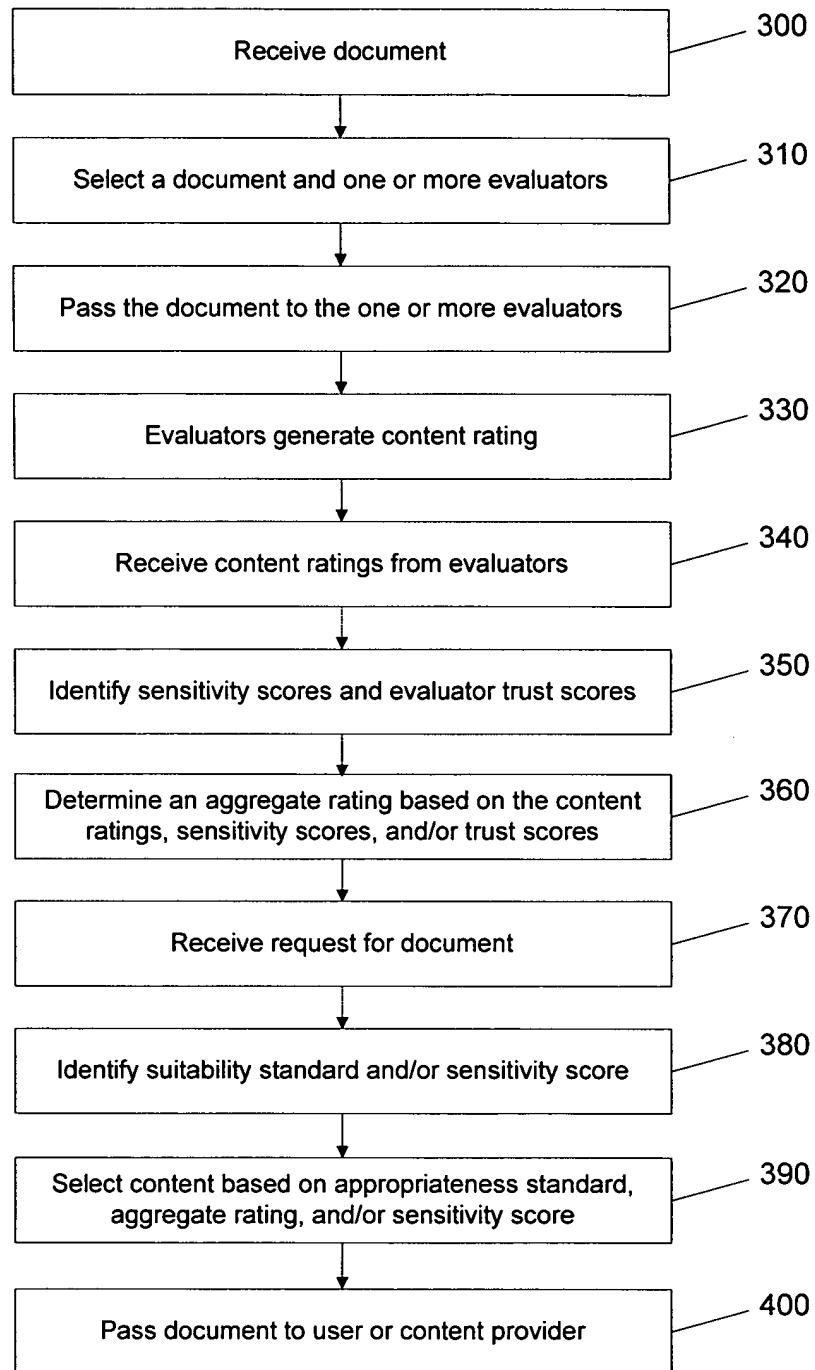 Receive document
300
Select a document and one or more evaluators
310
Pass the document to the one or more evaluators
320
Evaluators generate content rating
330
Receive content ratings from evaluators
340
Identify sensitivity scores and evaluator trust scores
350
Determine an aggregate rating based on the content
ratings, sensitivity scores, and/or trust scores
360
Receive request for document
370
Identify suitability standard and/or sensitivity score
380
Select content based on appropriateness standard,
aggregate rating, and/or sensitivity score
390
Pass document to user or content provider
400